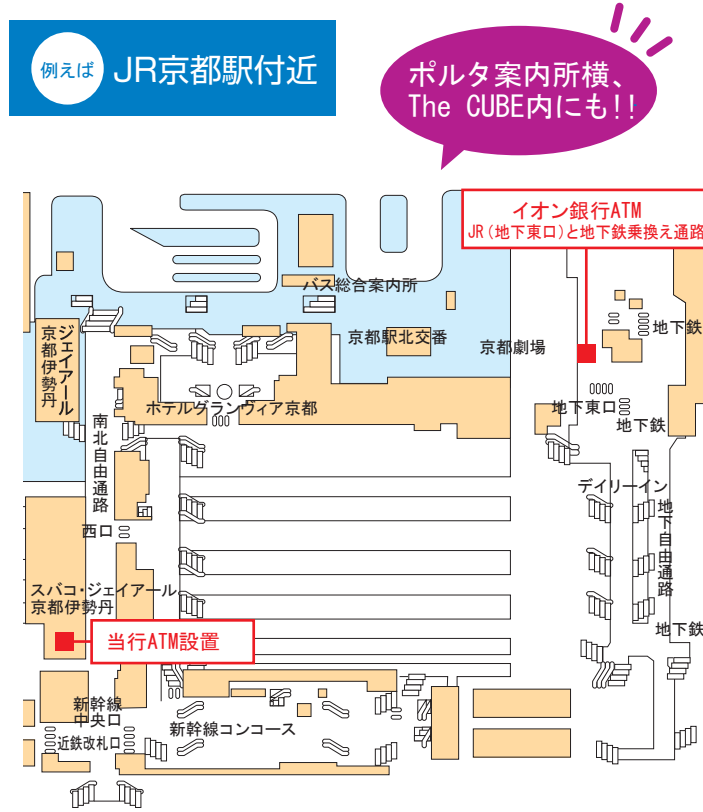 例えば JR京都駅付近
ポルタ案内所横、
The CUBE内にも!!
イオン銀行ATM
JR(地下東口)と地下鉄乗換え通路
バス総合案内所
京都駅北交番
京都劇場
地下鉄
ジェイアール
京都伊勢丹
ホテルグランヴィア京都
地下東口
地下鉄
南北自由通路
デイリーイン
西口
地下自由通路
スバコ・ジェイアール
京都伊勢丹
当行ATM設置
地下鉄
新幹線
中央口
近鉄改札口
新幹線コンコース